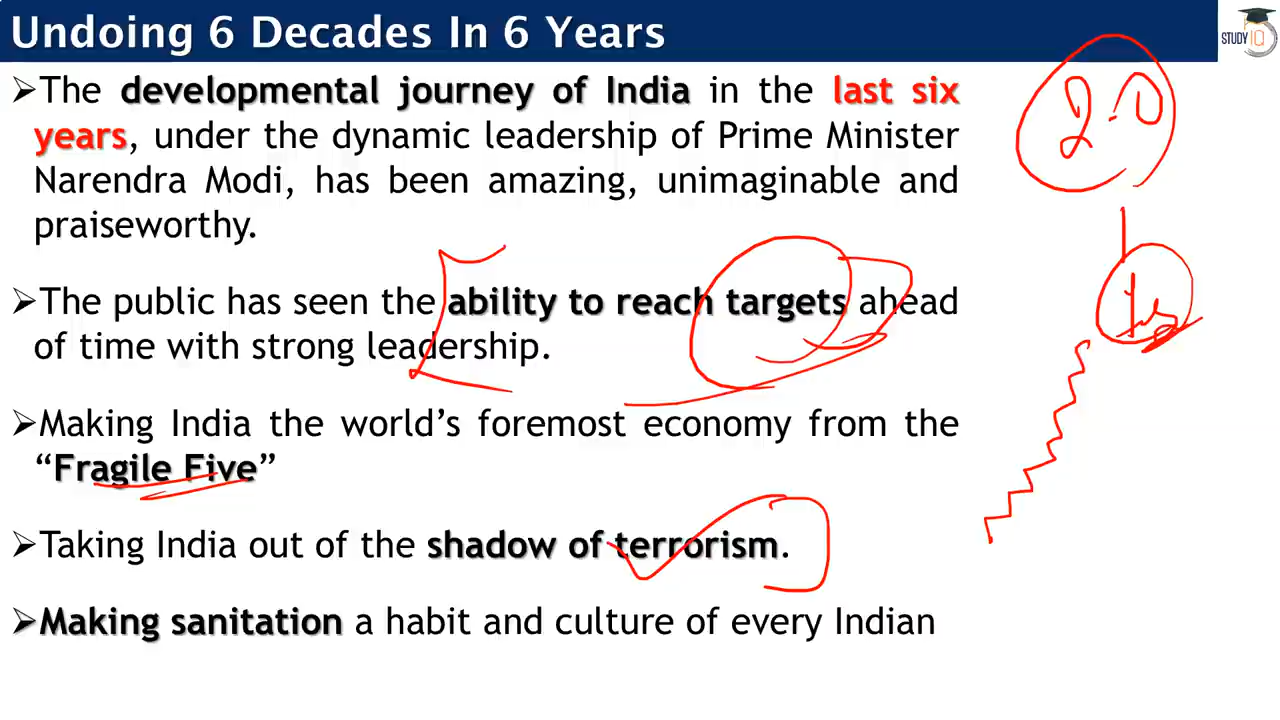 Undoing 6 Decades In 6 Years
STUDY IQ
➢The developmental journey of India in the last six
years, under the dynamic leadership of Prime Minister
Narendra Modi, has been amazing, unimaginable and
praiseworthy.
2.0
➢The public has seen the ability to reach targets ahead
of time with strong leadership.
➢Making India the world’s foremost economy from the
“Fragile Five”
➢Taking India out of the shadow of terrorism.
➢Making sanitation a habit and culture of every Indian